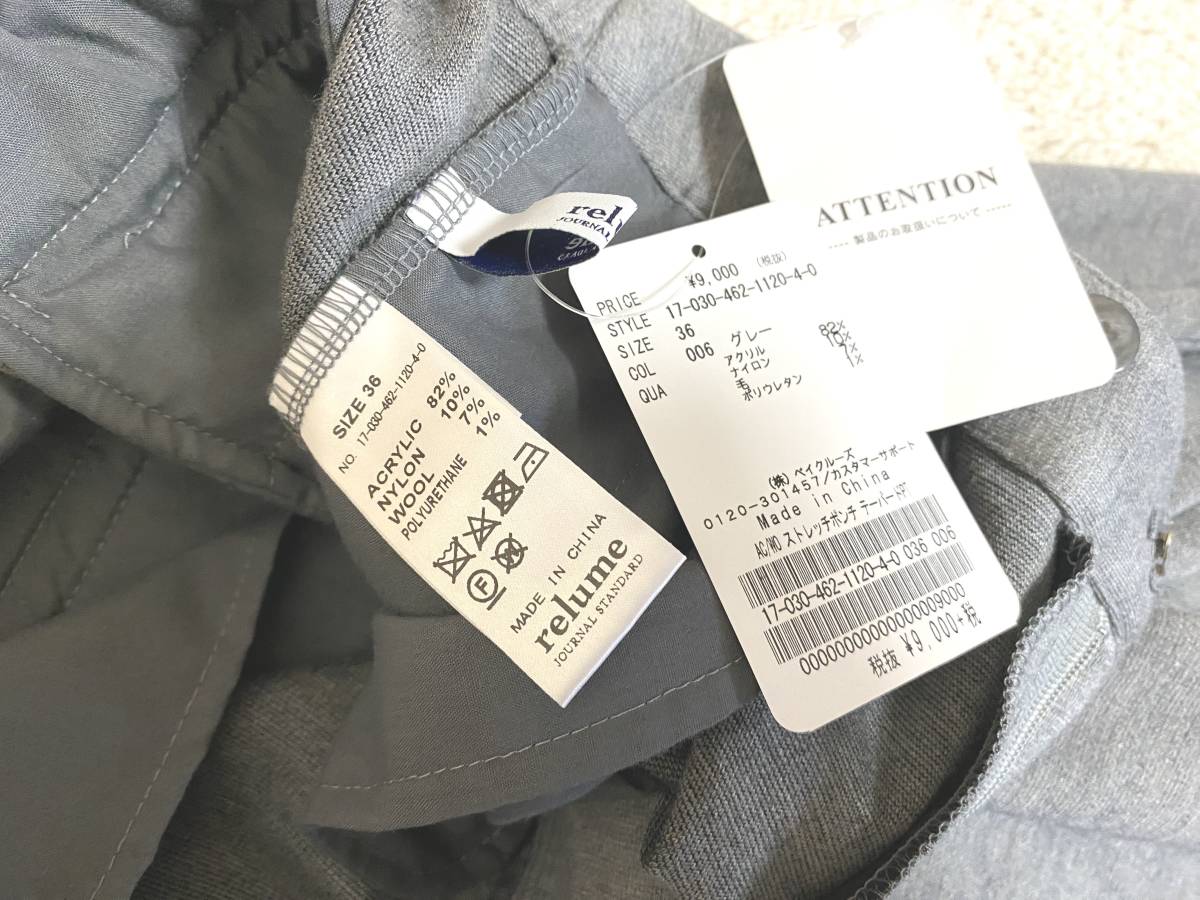 relu
JOURNAL
SIZE 36
NO. 17-030-462-1120-4-0
ACRYLIC 82%
NYLON 10%
WOOL 7%
POLYURETHANE 1%
F
MADE IN CHINA
relume
JOURNAL STANDARD
ATTENTION
---- 製品のお取扱いについて -----
PRICE ¥9,000 (税抜)
STYLE 17-030-462-1120-4-0
SIZE 36
COL 006 グレー
QUA アクリル 82%
ナイロン 10%
毛 7%
ポリウレタン 1%
(株) ベイクルーズ
0120-301457/カスタマーサポート
Made in China
AC/WO ストレッチポンチ テーパードPT
17-030-462-1120-4-0 036 006
0000000000000009000
税抜 ¥9,000+税